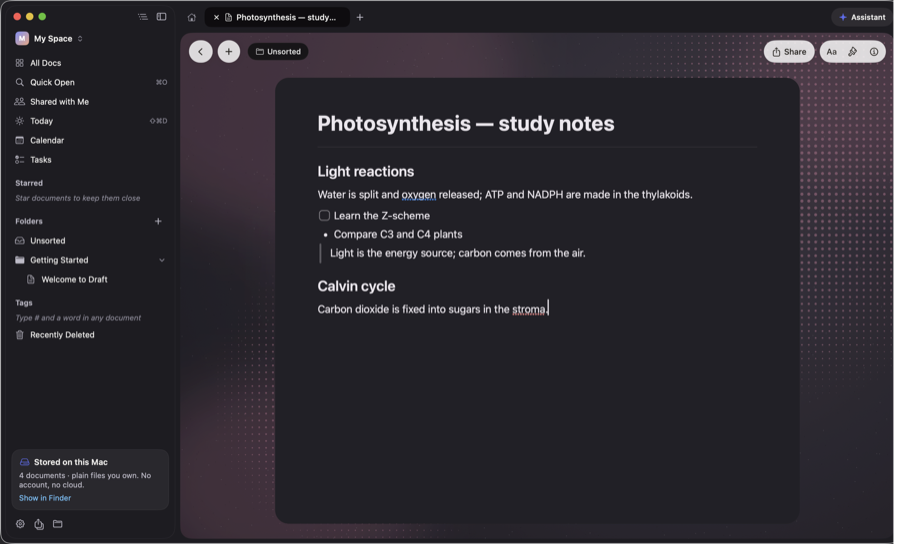 Photosynthesis — study...
Assistant
M My Space
All Docs
Quick Open ⌘O
Shared with Me
Today ⇧⌘D
Calendar
Tasks
Starred
Star documents to keep them close
Folders
Unsorted
Getting Started
Welcome to Draft
Tags
Type # and a word in any document
Recently Deleted
Stored on this Mac
4 documents · plain files you own. No
account, no cloud.
Show in Finder
Unsorted
Share
Aa
Photosynthesis — study notes
Light reactions
Water is split and oxygen released; ATP and NADPH are made in the thylakoids.
Learn the Z-scheme
• Compare C3 and C4 plants
Light is the energy source; carbon comes from the air.
Calvin cycle
Carbon dioxide is fixed into sugars in the stroma.